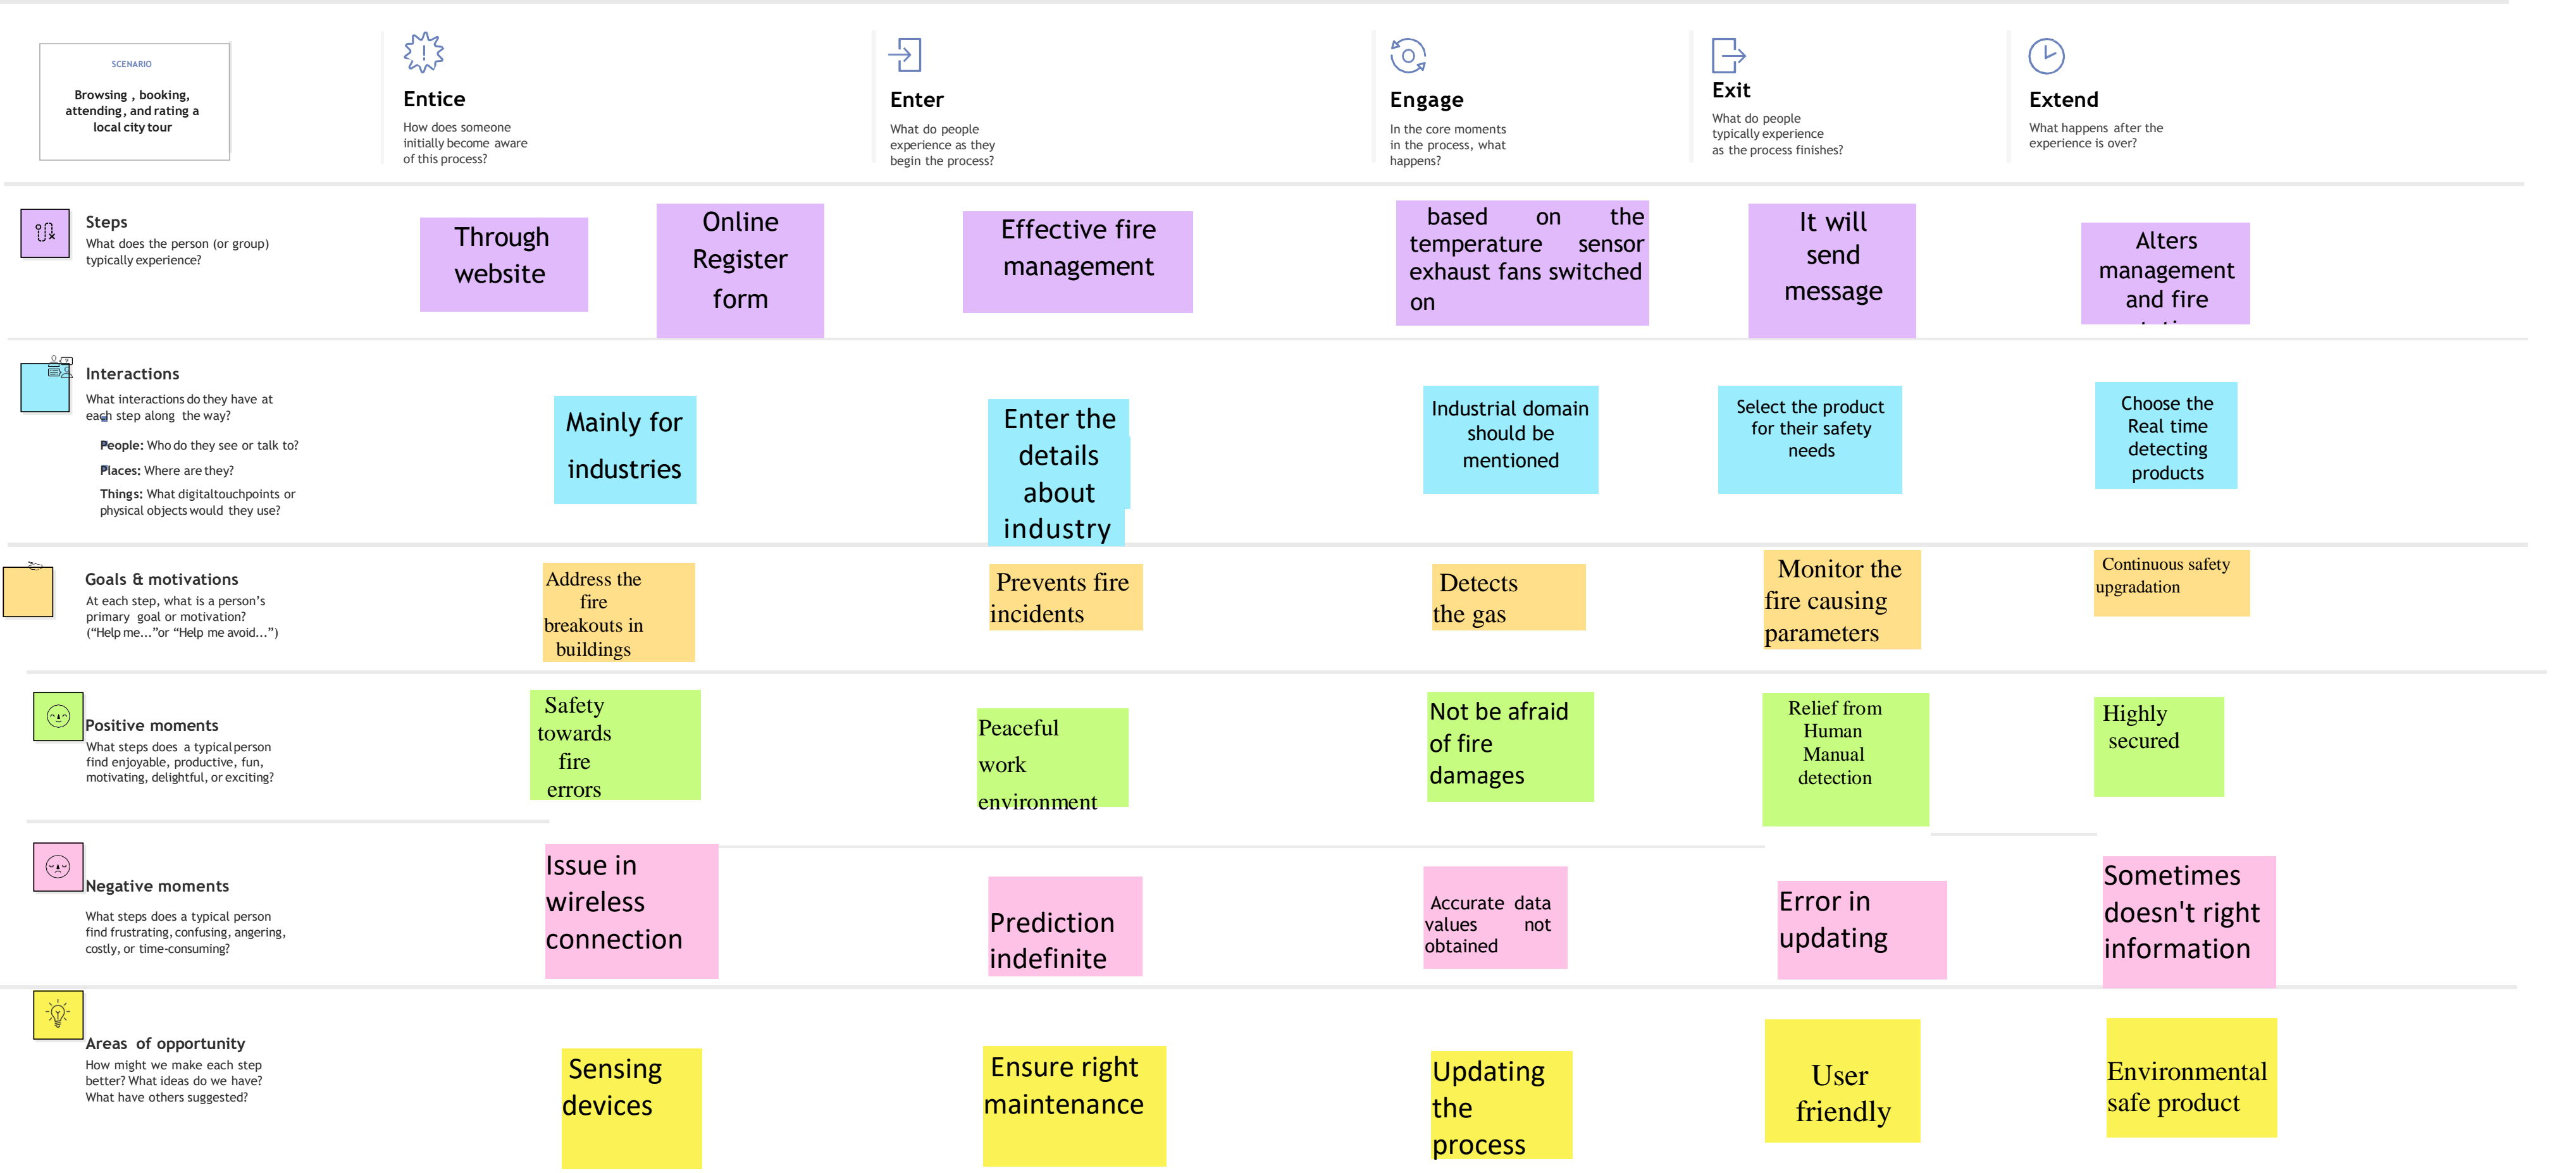 SCENARIO
Browsing , booking,
attending, and rating a
local city tour
Entice
How does someone
initially become aware
of this process?
Enter
What do people
experience as they
begin the process?
Engage
In the core moments
in the process, what
happens?
Exit
What do people
typically experience
as the process finishes?
Extend
What happens after the
experience is over?
Steps
What does the person (or group)
typically experience?
Through
website
Online
Register
form
Effective fire
management
based on the
temperature sensor
exhaust fans switched
on
It will
send
message
Alters
management
and fire
Interactions
What interactions do they have at
each step along the way?
People: Who do they see or talk to?
Places: Where are they?
Things: What digital touchpoints or
physical objects would they use?
Mainly for
industries
Enter the
details
about
industry
Industrial domain
should be
mentioned
Select the product
for their safety
needs
Choose the
Real time
detecting
products
Goals & motivations
At each step, what is a person's
primary goal or motivation?
("Help me..."or "Help me avoid...")
Address the
fire
breakouts in
buildings
Prevents fire
incidents
Detects
the gas
Monitor the
fire causing
parameters
Continuous safety
upgradation
Positive moments
What steps does a typical person
find enjoyable, productive, fun,
motivating, delightful, or exciting?
Safety
towards
fire
errors
Peaceful
work
environment
Not be afraid
of fire
damages
Relief from
Human
Manual
detection
Highly
secured
Negative moments
What steps does a typical person
find frustrating, confusing, angering,
costly, or time-consuming?
Issue in
wireless
connection
Prediction
indefinite
Accurate data
values not
obtained
Error in
updating
Sometimes
doesn't right
information
Areas of opportunity
How might we make each step
better? What ideas do we have?
What have others suggested?
Sensing
devices
Ensure right
maintenance
Updating
the
process
User
friendly
Environmental
safe product